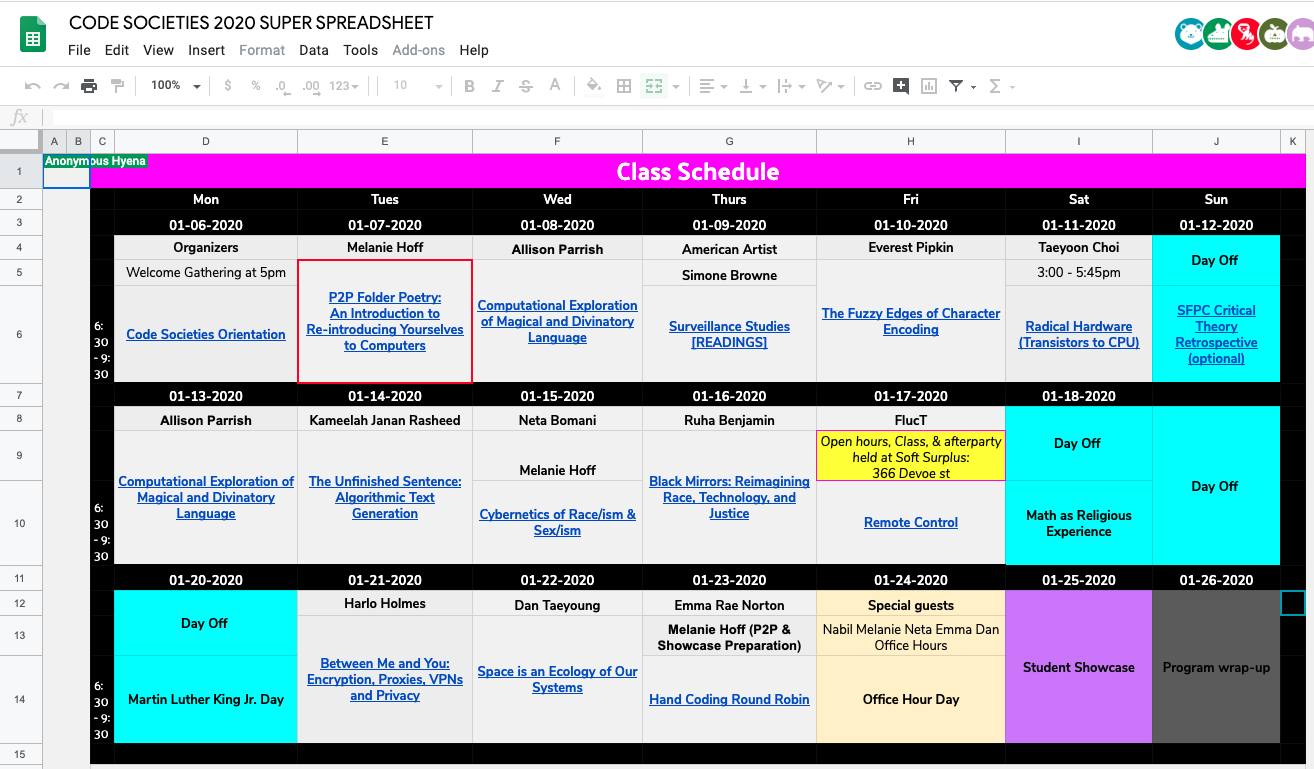 CODE SOCIETIES 2020 SUPER SPREADSHEET
File Edit View Insert Format Data Tools Add-ons Help
100% $ % .0 .00 123 10 B I S A Σ
fx
A B C D E F G H I J K
Anonymous Hyena
1 Class Schedule
2 Mon Tues Wed Thurs Fri Sat Sun
3 01-06-2020 01-07-2020 01-08-2020 01-09-2020 01-10-2020 01-11-2020 01-12-2020
4 Organizers Melanie Hoff Allison Parrish American Artist Everest Pipkin Taeyoon Choi
Day Off
5 Welcome Gathering at 5pm Simone Browne 3:00 - 5:45pm
6
6:
30
- 9:
30
Code Societies Orientation
P2P Folder Poetry:
An Introduction to
Re-introducing Yourselves
to Computers
Computational Exploration
of Magical and Divinatory
Language
Surveillance Studies
[READINGS]
The Fuzzy Edges of Character
Encoding
Radical Hardware
(Transistors to CPU)
SFPC Critical
Theory
Retrospective
(optional)
7 01-13-2020 01-14-2020 01-15-2020 01-16-2020 01-17-2020 01-18-2020
8 Allison Parrish Kameelah Janan Rasheed Neta Bomani Ruha Benjamin FlucT
9
Melanie Hoff
Open hours, Class, & afterparty
held at Soft Surplus:
366 Devoe st
Day Off
10
6:
30
- 9:
30
Computational Exploration of
Magical and Divinatory
Language
The Unfinished Sentence:
Algorithmic Text
Generation
Cybernetics of Race/ism &
Sex/ism
Black Mirrors: Reimagining
Race, Technology, and
Justice
Remote Control
Math as Religious
Experience
Day Off
11 01-20-2020 01-21-2020 01-22-2020 01-23-2020 01-24-2020 01-25-2020 01-26-2020
12 Harlo Holmes Dan Taeyoung Emma Rae Norton Special guests
13
Day Off
Melanie Hoff (P2P &
Showcase Preparation)
Nabil Melanie Neta Emma Dan
Office Hours
14
6:
30
- 9:
30
Martin Luther King Jr. Day
Between Me and You:
Encryption, Proxies, VPNs
and Privacy
Space is an Ecology of Our
Systems
Hand Coding Round Robin
Office Hour Day
Student Showcase
Program wrap-up
15